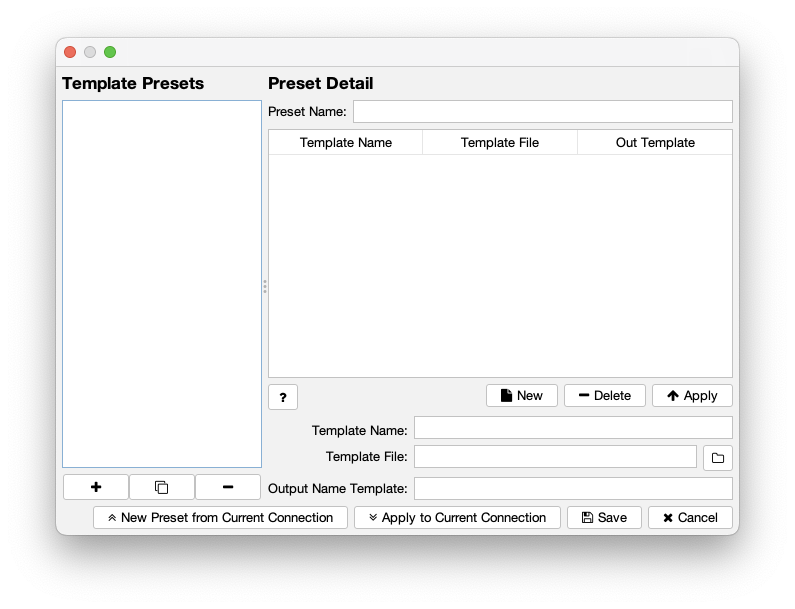 Template Presets
Preset Detail
Preset Name:
Template Name Template File Out Template
? New Delete Apply
Template Name:
Template File:
Output Name Template:
New Preset from Current Connection Apply to Current Connection Save Cancel